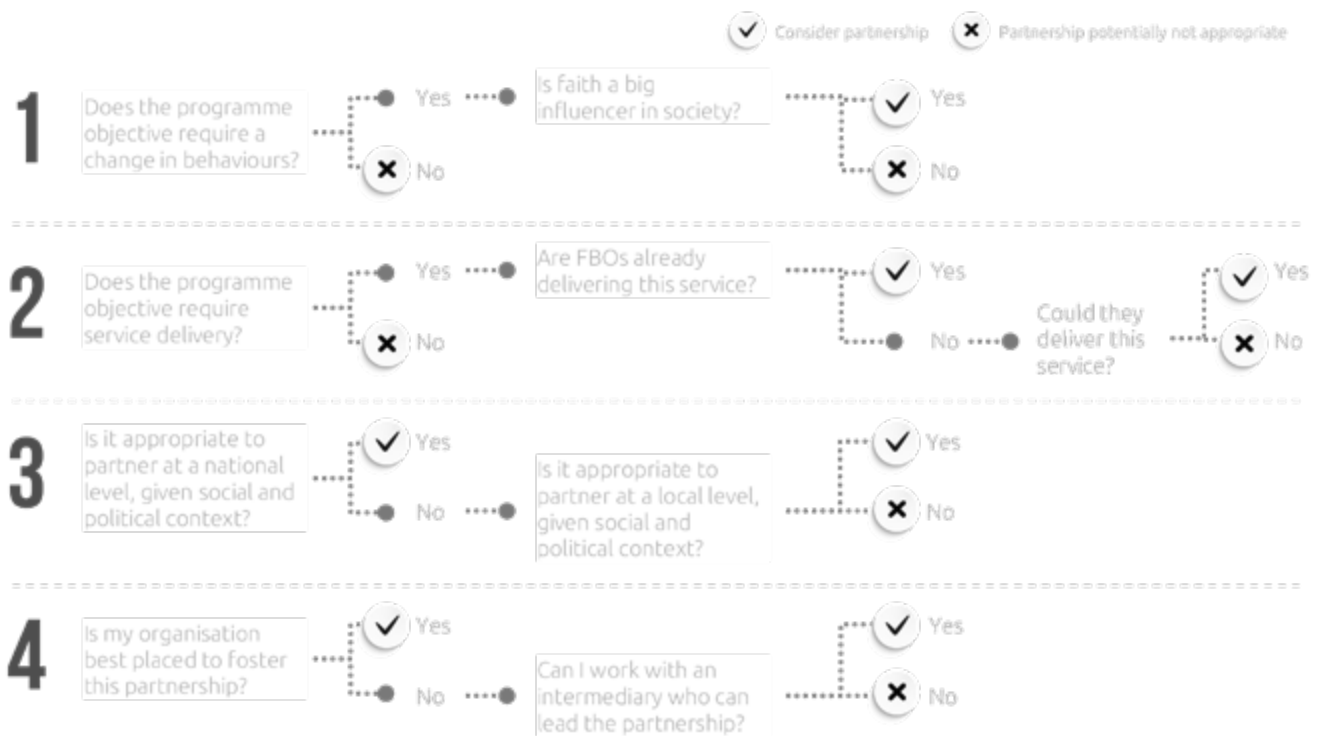 Consider partnership
Partnership potentially not appropriate
1
Does the programme
objective require a
change in behaviours?
Yes
No
Is faith a big
influencer in society?
Yes
No
2
Does the programme
objective require
service delivery?
Yes
No
Are FBOs already
delivering this service?
Yes
No
Could they
deliver this
service?
Yes
No
3
Is it appropriate to
partner at a national
level, given social and
political context?
Yes
No
Is it appropriate to
partner at a local level,
given social and
political context?
Yes
No
4
Is my organisation
best placed to foster
this partnership?
Yes
No
Can I work with an
intermediary who can
lead the partnership?
Yes
No